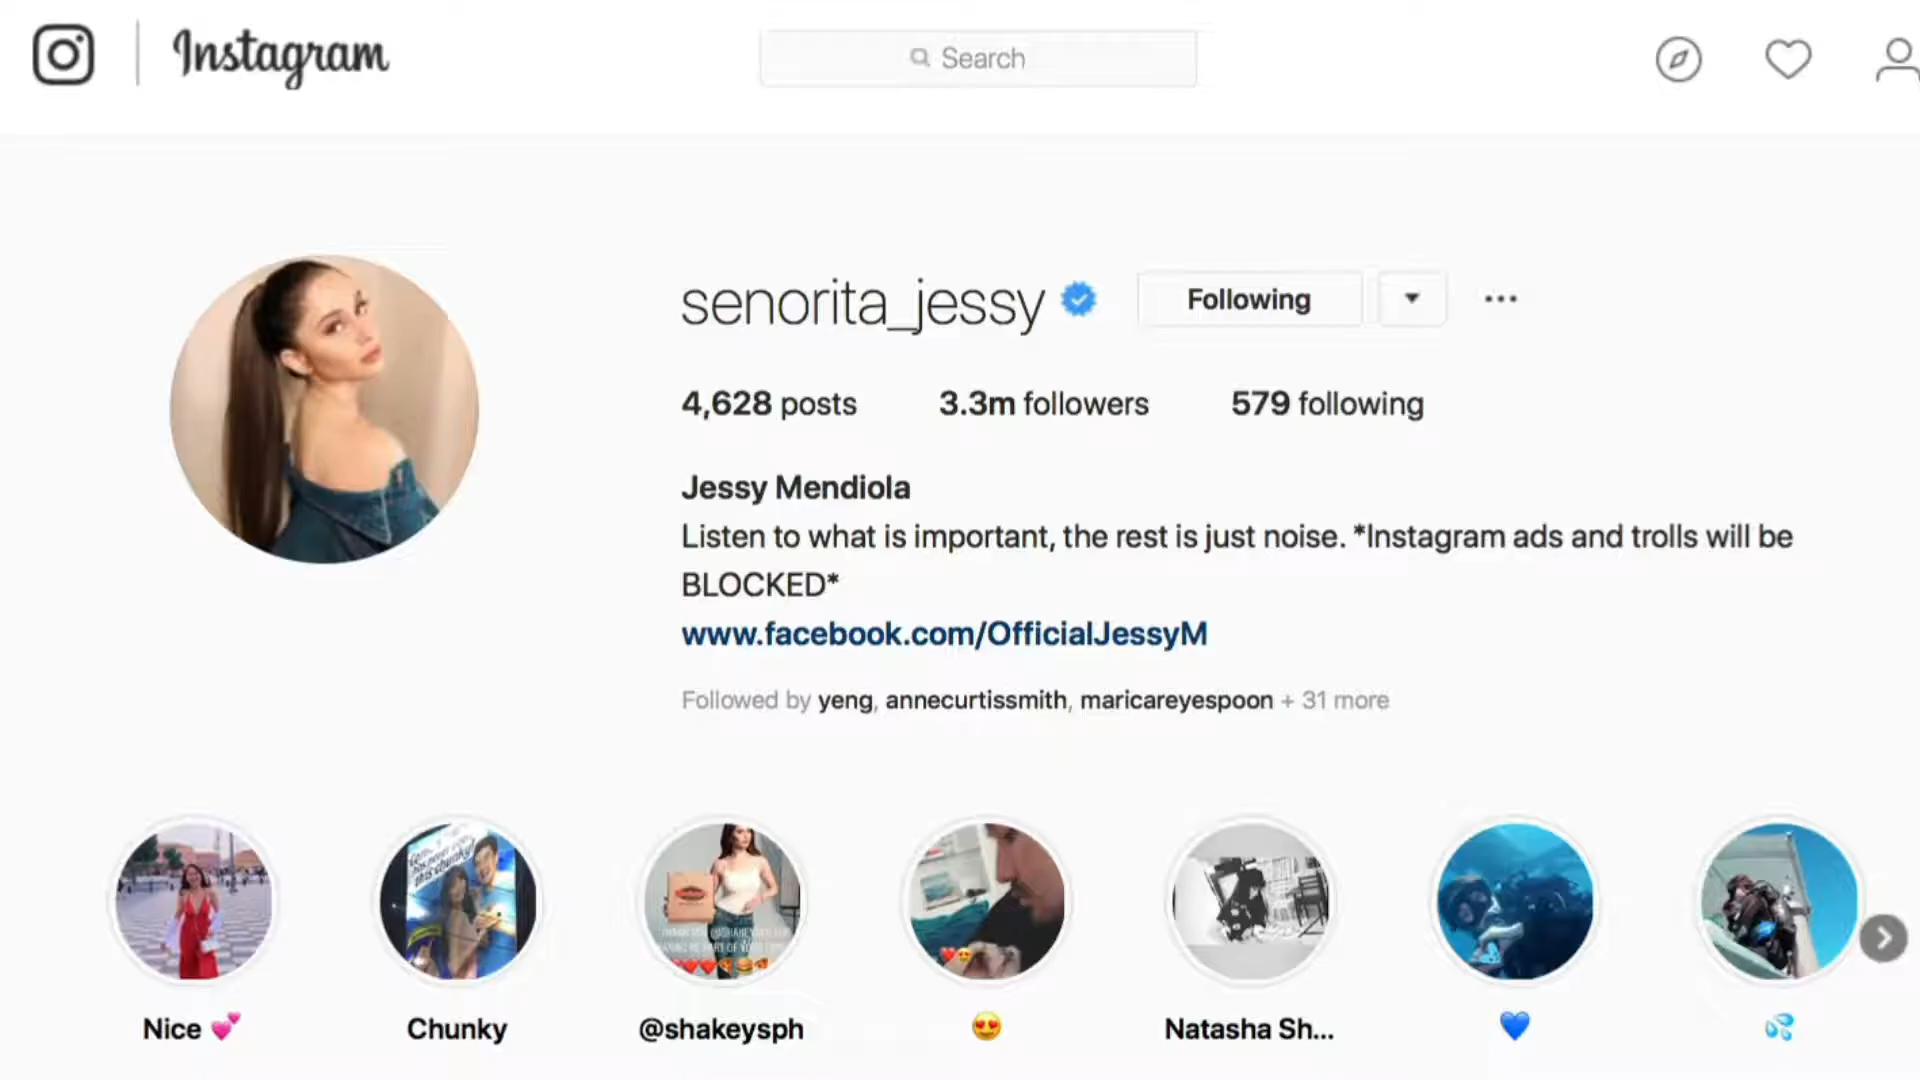 Instagram
Search
senorita_jessy
Following
4,628 posts 3.3m followers 579 following
Jessy Mendiola
Listen to what is important, the rest is just noise. *Instagram ads and trolls will be
BLOCKED*
www.facebook.com/OfficialJessyM
Followed by yeng, annecurtissmith, maricareyespoon + 31 more
this chunky!
Nice 💕
Chunky
@shakeysph
😍
Natasha Sh...
💙
💦